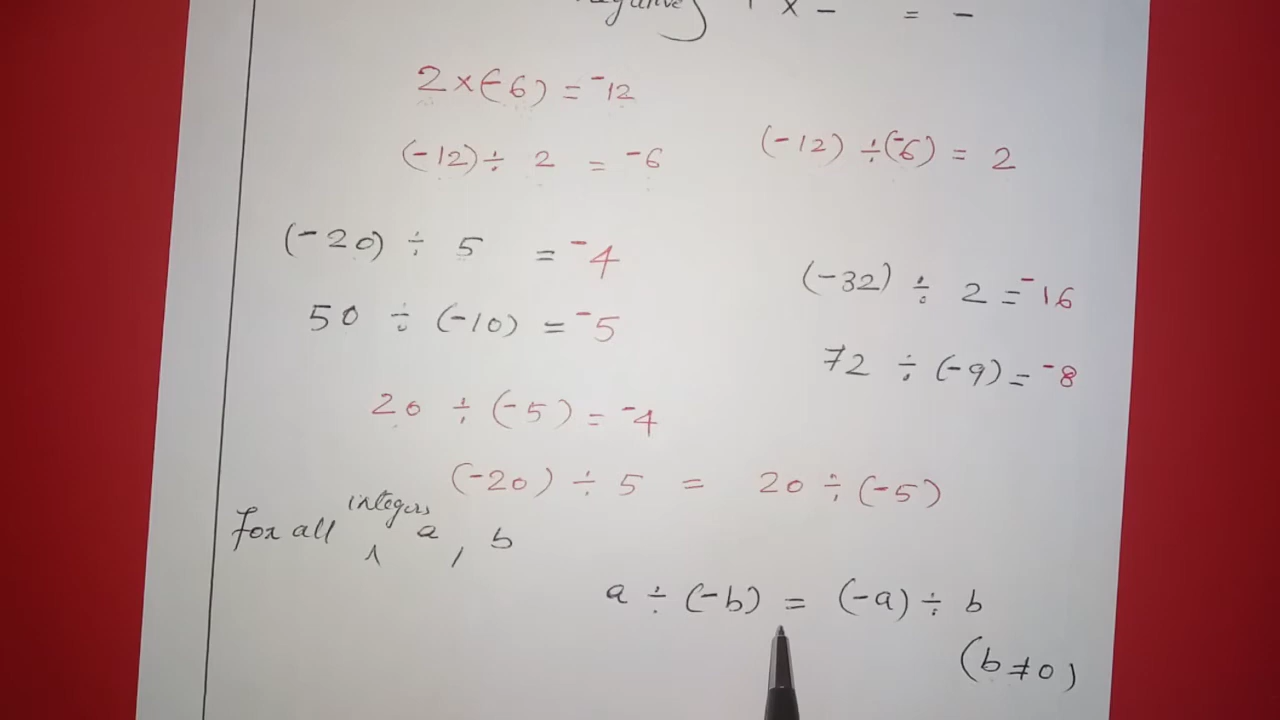 × − = −
2 × (−6) = ⁻12
(−12) ÷ 2 = ⁻6
(−12) ÷ (⁻6) = 2
(−20) ÷ 5 = ⁻4
(−32) ÷ 2 = ⁻16
50 ÷ (−10) = ⁻5
72 ÷ (−9) = ⁻8
20 ÷ (−5) = ⁻4
(−20) ÷ 5 = 20 ÷ (−5)
for all ∧ integers a, b
a ÷ (−b) = (−a) ÷ b
(b ≠ 0)